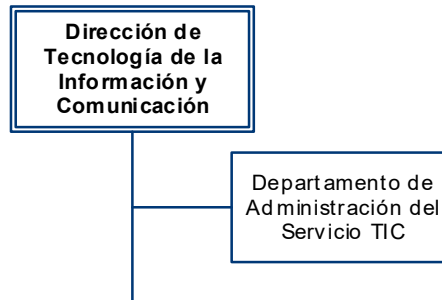 Dirección de
Tecnología de la
Información y
Comunicación
Departamento de
Administración del
Servicio TIC